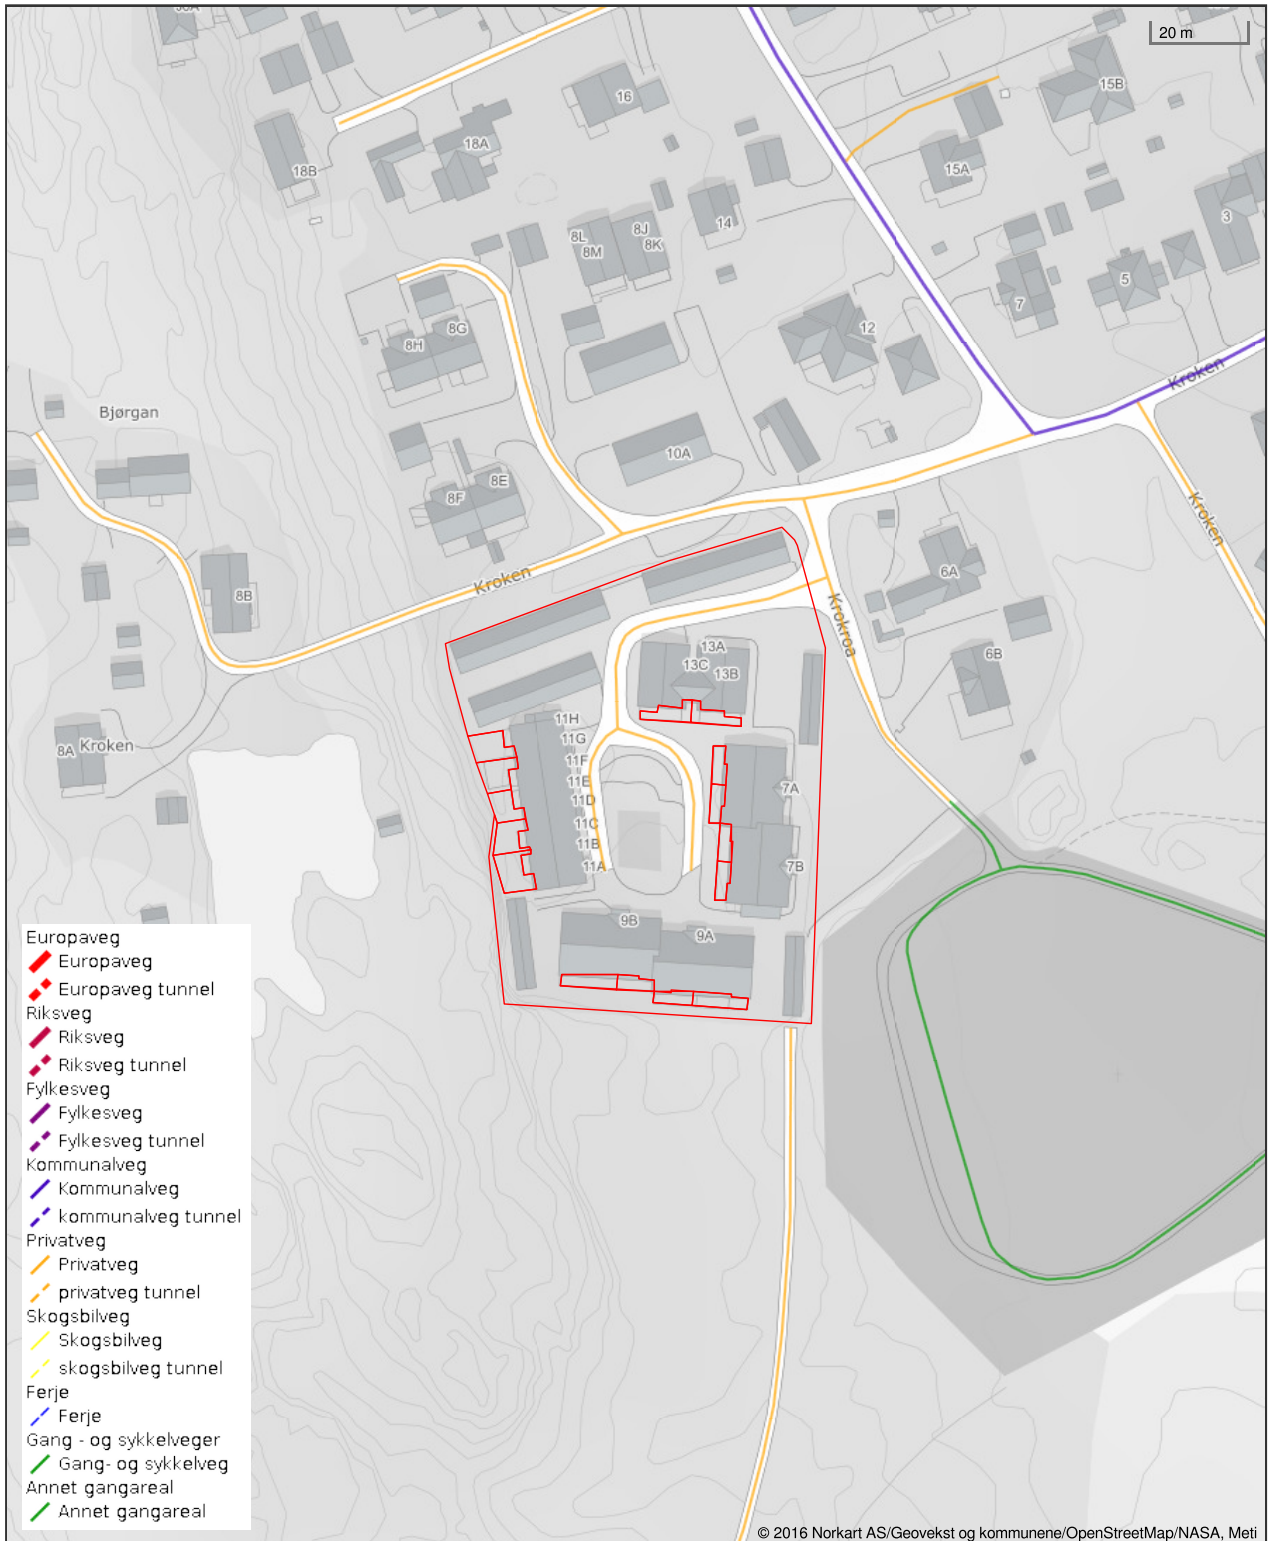 20 m
16
15B
18A
18B
15A
14
3
8L
8M
8J
8K
5
7
12
8G
8H
Kroken
Bjørgan
10A
8E
8F
Kroken
Kroken
6A
8B
Krokroa
13A
13C
13B
6B
11H
11G
11F
11E
11D
11C
11B
11A
8A
Kroken
7A
7B
9B
9A
Europaveg
Europaveg
Europaveg tunnel
Riksveg
Riksveg
Riksveg tunnel
Fylkesveg
Fylkesveg
Fylkesveg tunnel
Kommunalveg
Kommunalveg
kommunalveg tunnel
Privatveg
Privatveg
privatveg tunnel
Skogsbilveg
Skogsbilveg
skogsbilveg tunnel
Ferje
Ferje
Gang - og sykkelveger
Gang- og sykkelveg
Annet gangareal
Annet gangareal
© 2016 Norkart AS/Geovekst og kommunene/OpenStreetMap/NASA, Meti